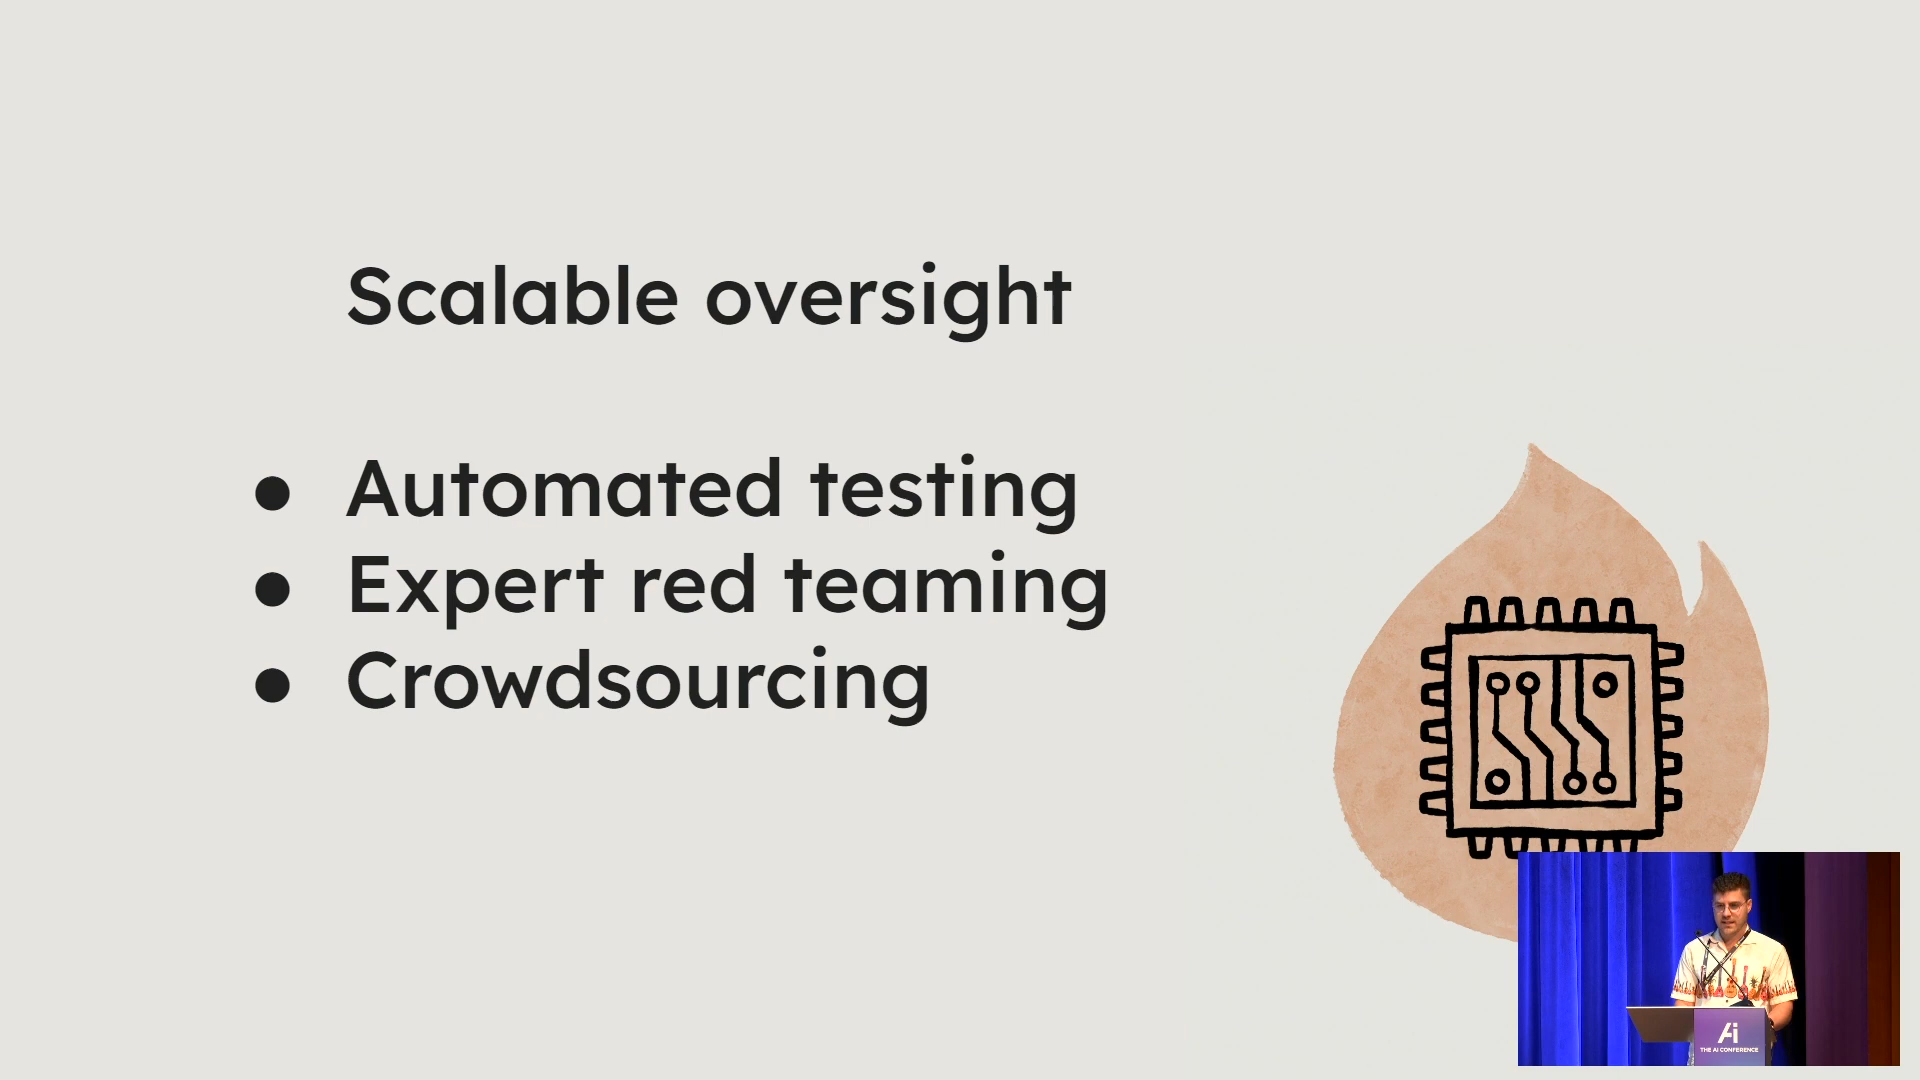 Scalable oversight
● Automated testing
● Expert red teaming
● Crowdsourcing
Ai
THE AI CONFERENCE